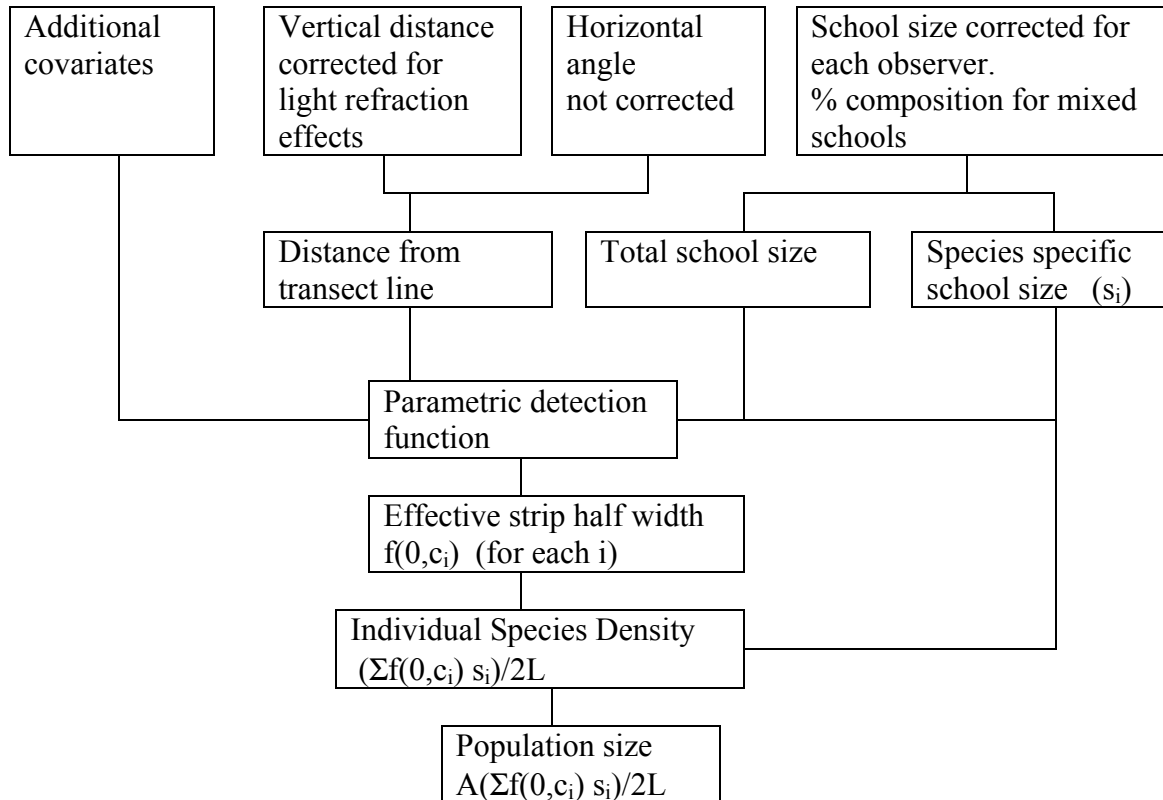 Additional
covariates
Vertical distance
corrected for
light refraction
effects
Horizontal
angle
not corrected
School size corrected for
each observer.
% composition for mixed
schools
Distance from
transect line
Total school size
Species specific
school size (sᵢ)
Parametric detection
function
Effective strip half width
f(0,cᵢ) (for each i)
Individual Species Density
(Σf(0,cᵢ) sᵢ)/2L
Population size
A(Σf(0,cᵢ) sᵢ)/2L